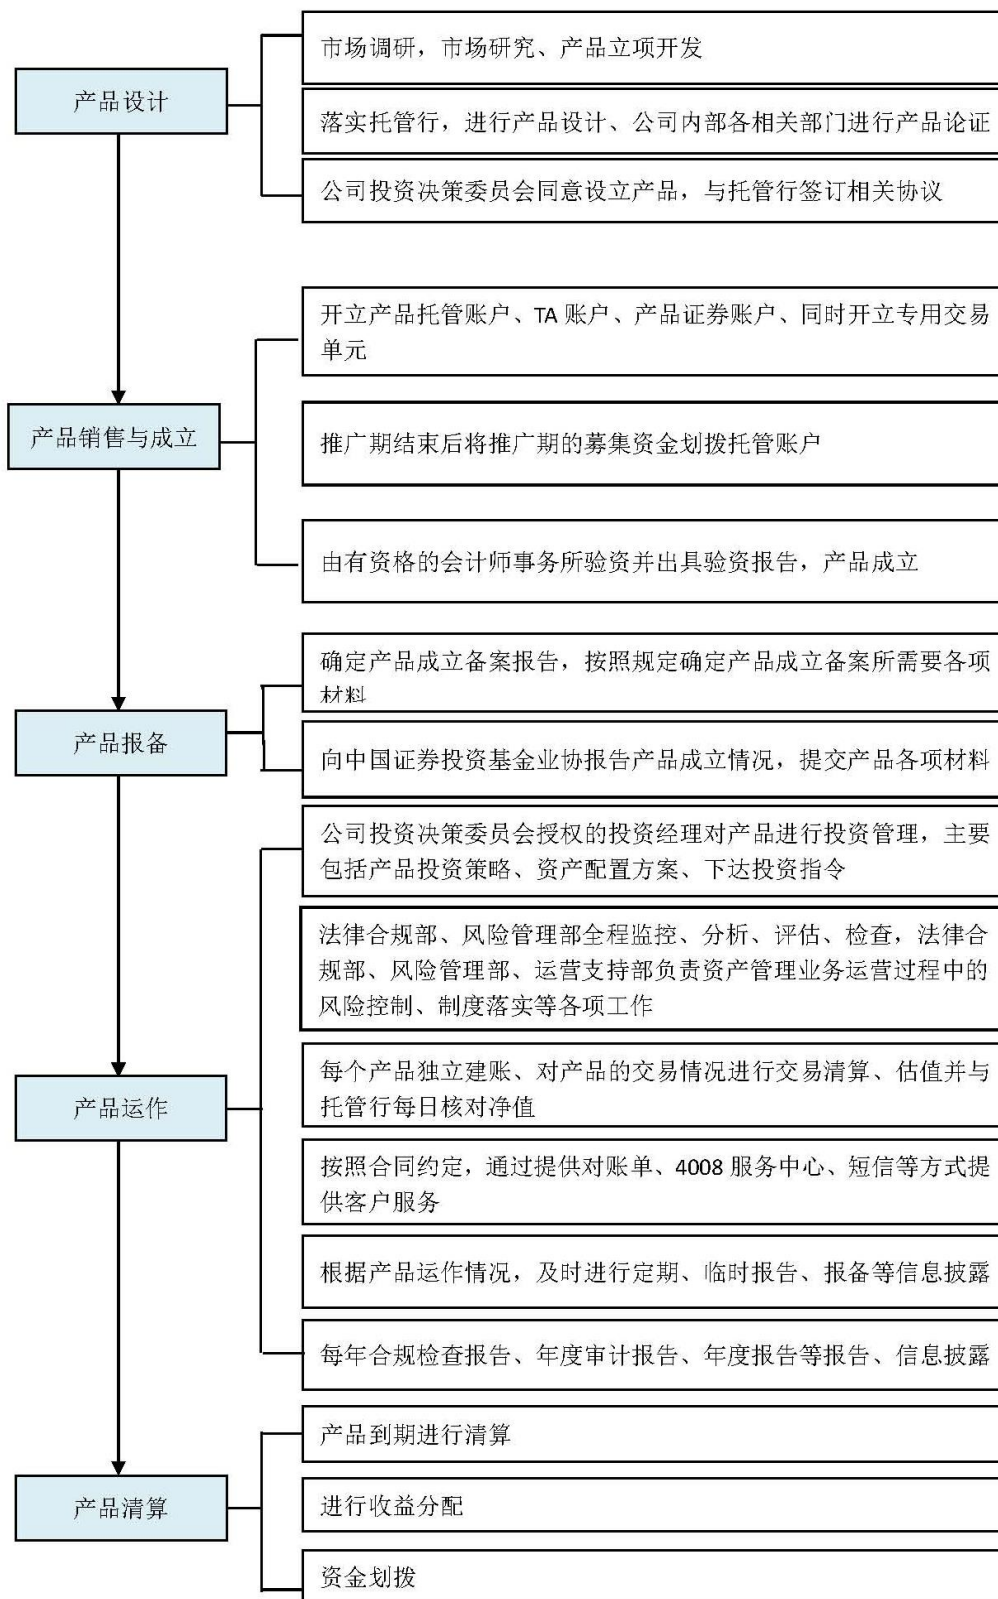 产品设计
市场调研，市场研究、产品立项开发
落实托管行，进行产品设计、公司内部各相关部门进行产品论证
公司投资决策委员会同意设立产品，与托管行签订相关协议
产品销售与成立
开立产品托管账户、TA 账户、产品证券账户、同时开立专用交易
单元
推广期结束后将推广期的募集资金划拨托管账户
由有资格的会计师事务所验资并出具验资报告，产品成立
产品报备
确定产品成立备案报告，按照规定确定产品成立备案所需要各项
材料
向中国证券投资基金业协报告产品成立情况，提交产品各项材料
产品运作
公司投资决策委员会授权的投资经理对产品进行投资管理，主要
包括产品投资策略、资产配置方案、下达投资指令
法律合规部、风险管理部全程监控、分析、评估、检查，法律合
规部、风险管理部、运营支持部负责资产管理业务运营过程中的
风险控制、制度落实等各项工作
每个产品独立建账、对产品的交易情况进行交易清算、估值并与
托管行每日核对净值
按照合同约定，通过提供对账单、4008 服务中心、短信等方式提
供客户服务
根据产品运作情况，及时进行定期、临时报告、报备等信息披露
每年合规检查报告、年度审计报告、年度报告等报告、信息披露
产品清算
产品到期进行清算
进行收益分配
资金划拨